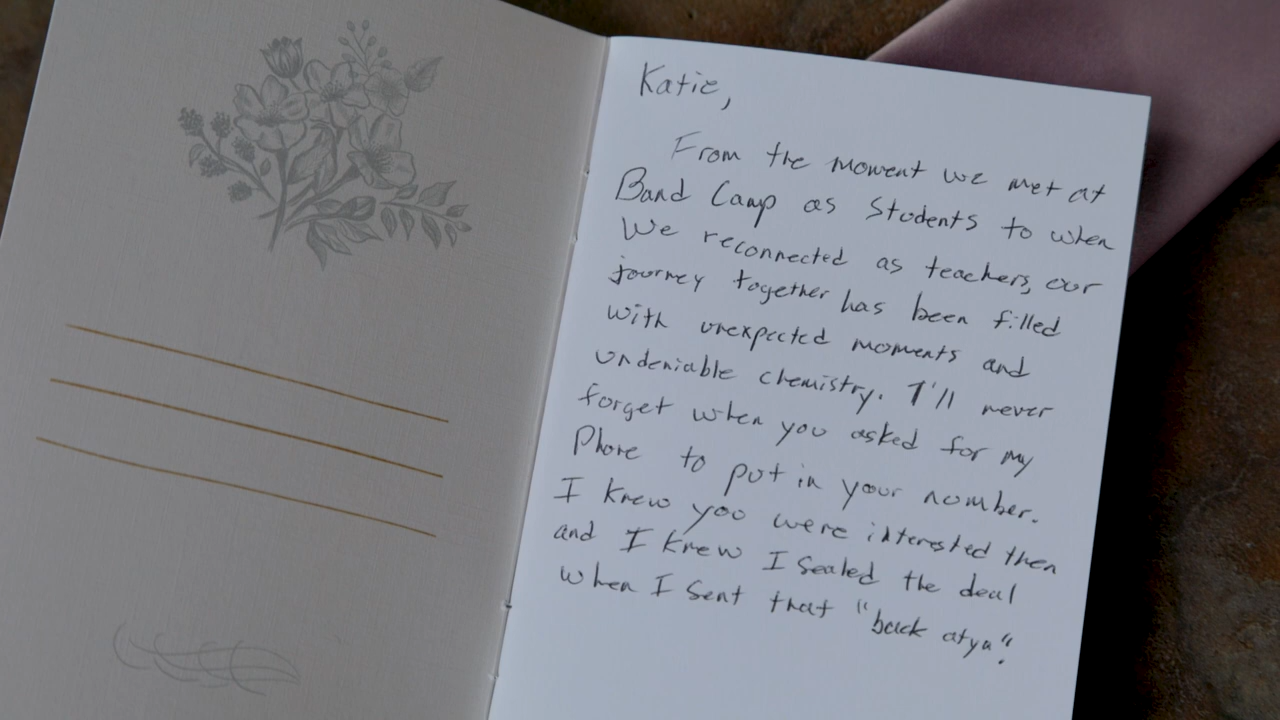 Katie,
From the moment we met at
Band Camp as Students to when
We reconnected as teachers, our
journey together has been filled
with unexpected moments and
undeniable chemistry. I'll never
forget when you asked for my
Phone to put in your number.
I knew you were interested then
and I knew I sealed the deal
when I sent that "back atya".